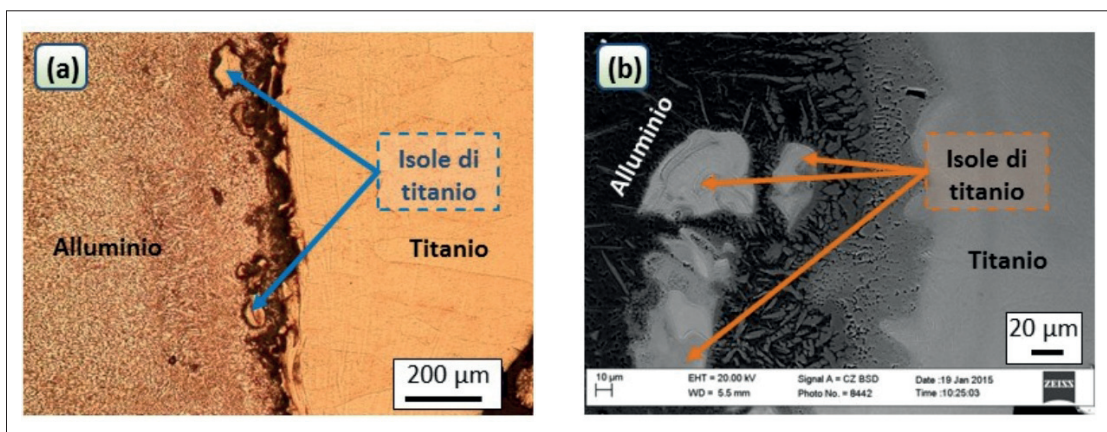 (a)
Isole di
titanio
Alluminio
Titanio
200 μm
(b)
Alluminio
Isole di
titanio
Titanio
20 μm
10 μm
EHT = 20.00 kV
WD = 5.5 mm
Signal A = CZ BSD
Photo No. = 8442
Date :19 Jan 2015
Time :10:25:03
ZEISS